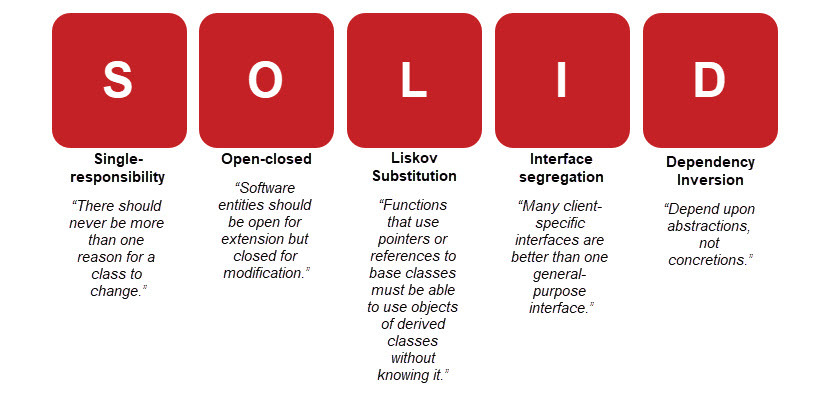 S
O
L
I
D
Single-
responsibility
“There should
never be more
than one
reason for a
class to
change.”
Open-closed
“Software
entities should
be open for
extension but
closed for
modification.”
Liskov
Substitution
“Functions
that use
pointers or
references to
base classes
must be able
to use objects
of derived
classes
without
knowing it.”
Interface
segregation
“Many client-
specific
interfaces are
better than one
general-
purpose
interface.”
Dependency
Inversion
“Depend upon
abstractions,
not
concretions.”